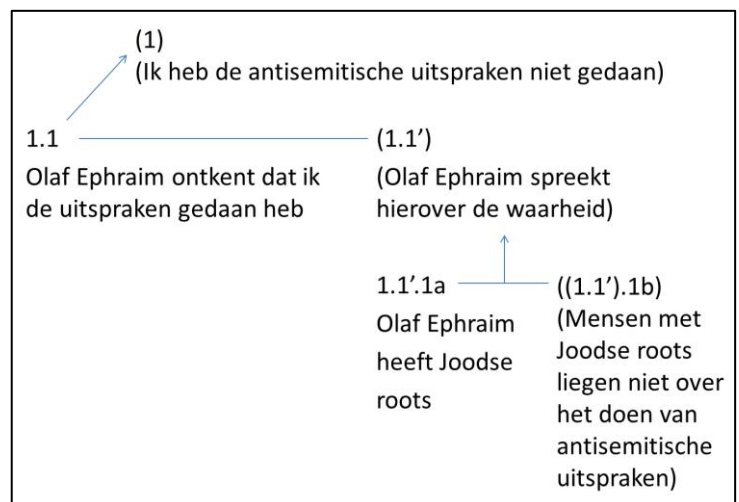 (1)
(Ik heb de antisemitische uitspraken niet gedaan)
1.1
Olaf Ephraim ontkent dat ik
de uitspraken gedaan heb
(1.1’)
(Olaf Ephraim spreekt
hierover de waarheid)
1.1’.1a
Olaf Ephraim
heeft Joodse
roots
((1.1’).1b)
(Mensen met
Joodse roots
liegen niet over
het doen van
antisemitische
uitspraken)